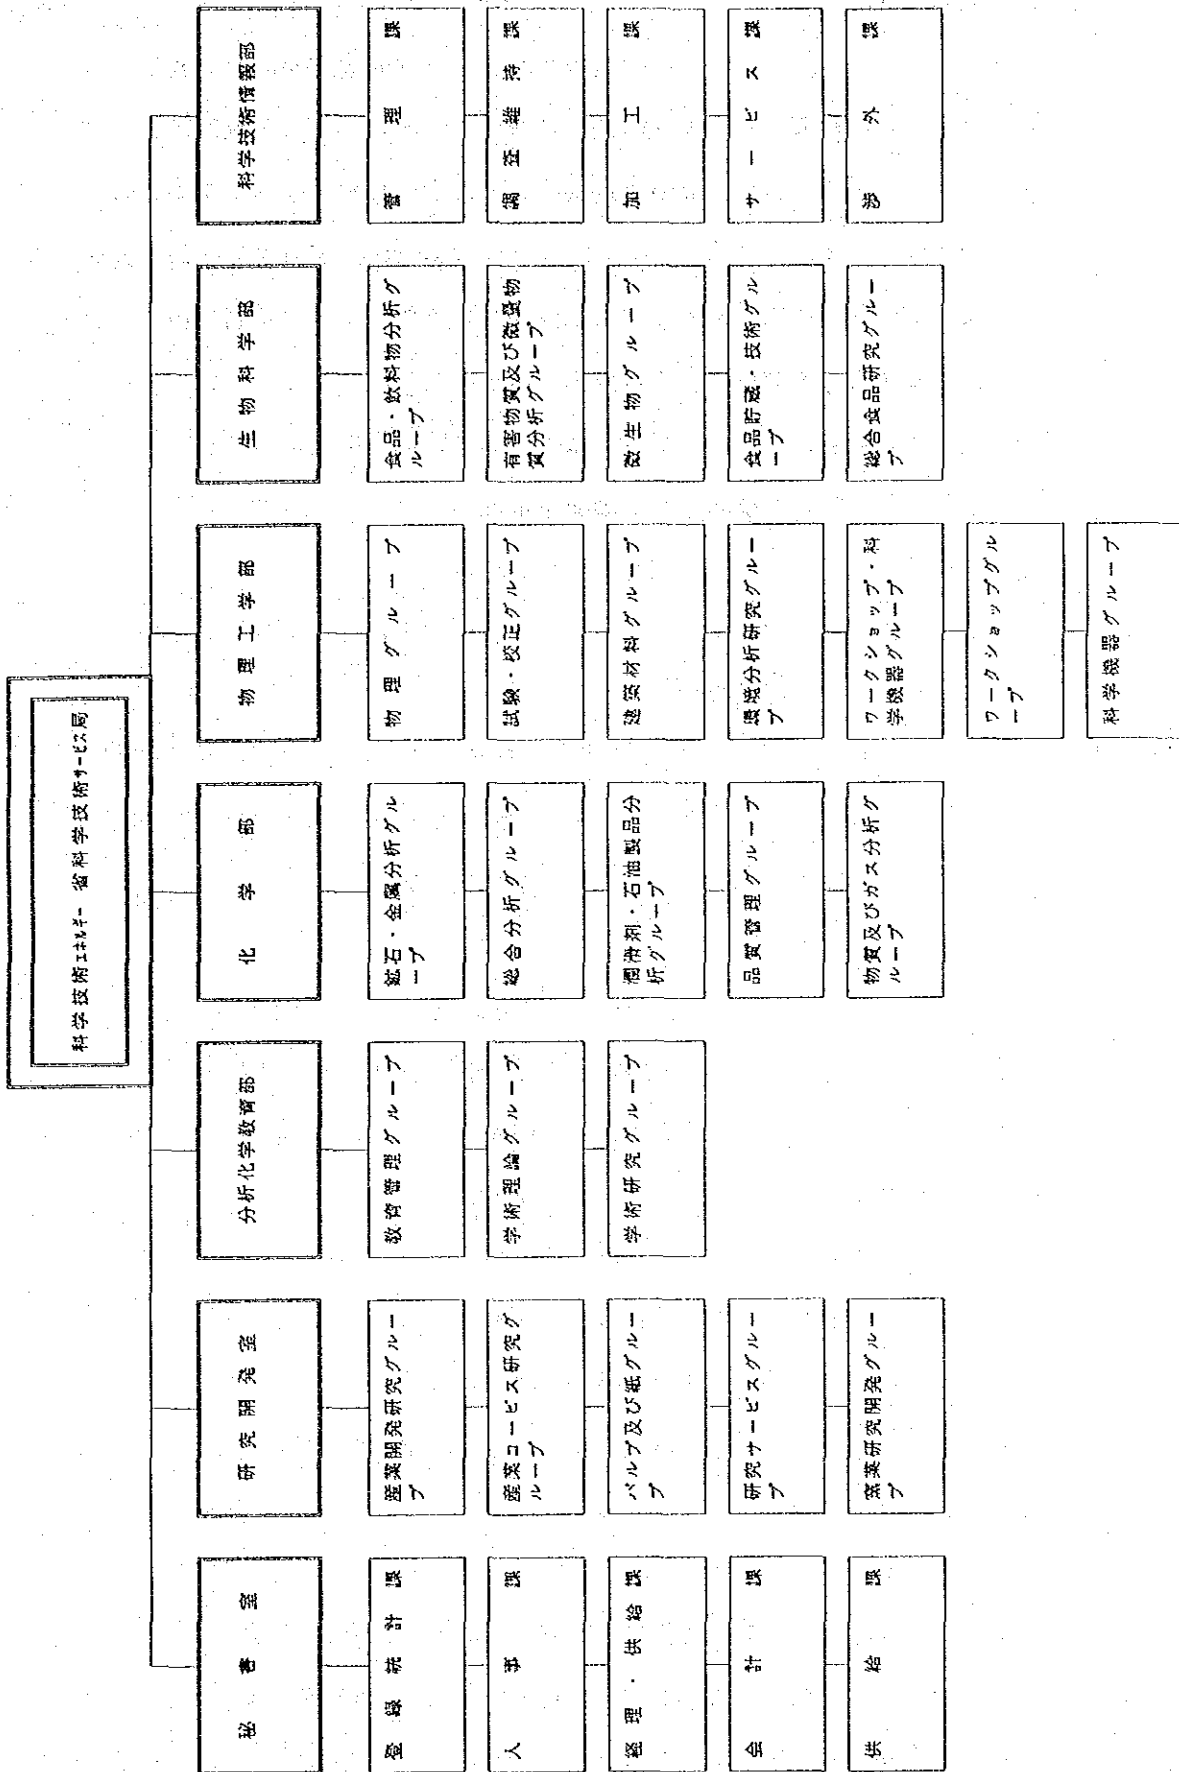 科学技術エネルギー省科学技術サービス局
秘書室
登録統計課
人事課
経理・供給課
会計課
供給課
研究開発室
産業開発研究グルー
プ
産業コービス研究グ
ループ
パルプ及び紙グルー
プ
研究サービスグルー
プ
窯業研究開発グルー
プ
分析化学教育部
教育管理グループ
学術理論グループ
学術研究グループ
化学部
鉱石・金属分析グル
ープ
総合分析グループ
潤滑剤・石油製品分
析グループ
品質管理グループ
物質及びガス分析グ
ループ
物理工学部
物理グループ
試験・校正グループ
建築材料グループ
環境分析研究グルー
プ
ワークショップ・科
学機器グループ
ワークショップグル
ープ
科学機器グループ
生物科学部
食品・飲料物分析グ
ループ
有害物質及び微量物
質分析グループ
微生物グループ
食品貯蔵・技術グル
ープ
総合食品研究グルー
プ
科学技術情報部
管理課
調査維持課
加工課
サービス課
渉外課